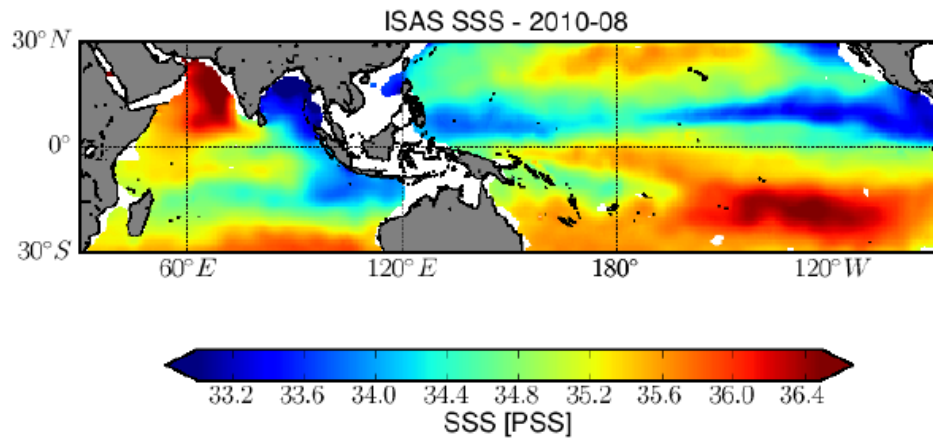 ISAS SSS - 2010-08
30°N
0°
30°S
60°E 120°E 180° 120°W
33.2 33.6 34.0 34.4 34.8 35.2 35.6 36.0 36.4
SSS [PSS]